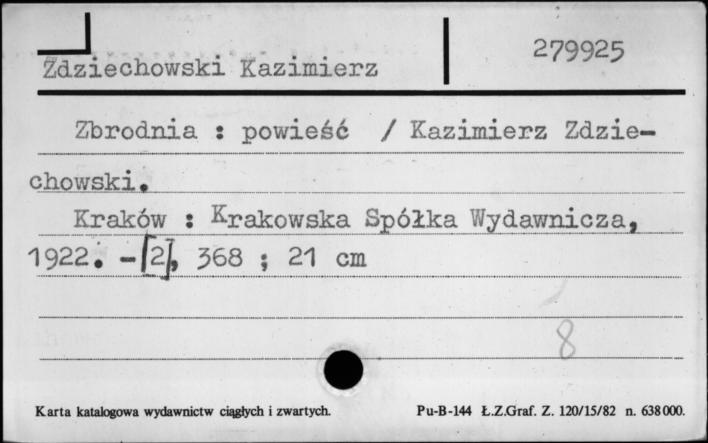 279925
Zdziechowski Kazimierz
Zbrodnia : powieść / Kazimierz Zdzie-
chowski.
Kraków : Krakowska Spółka Wydawnicza,
1922. - [2], 368 ; 21 cm
8
Karta katalogowa wydawnictw ciągłych i zwartych. Pu-B-144 Ł.Z.Graf. Z. 120/15/82 n. 638000.